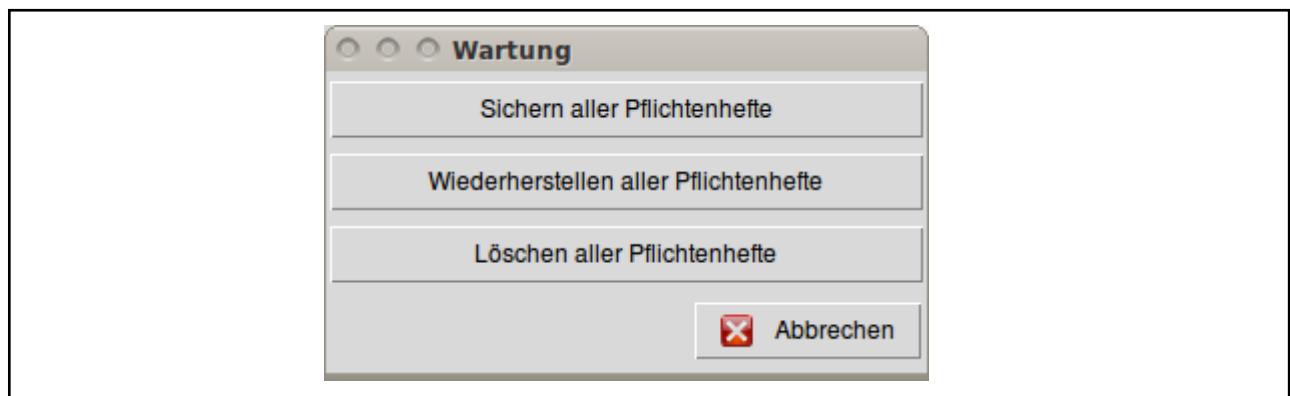 Wartung
Sichern aller Pflichtenhefte
Wiederherstellen aller Pflichtenhefte
Löschen aller Pflichtenhefte
Abbrechen